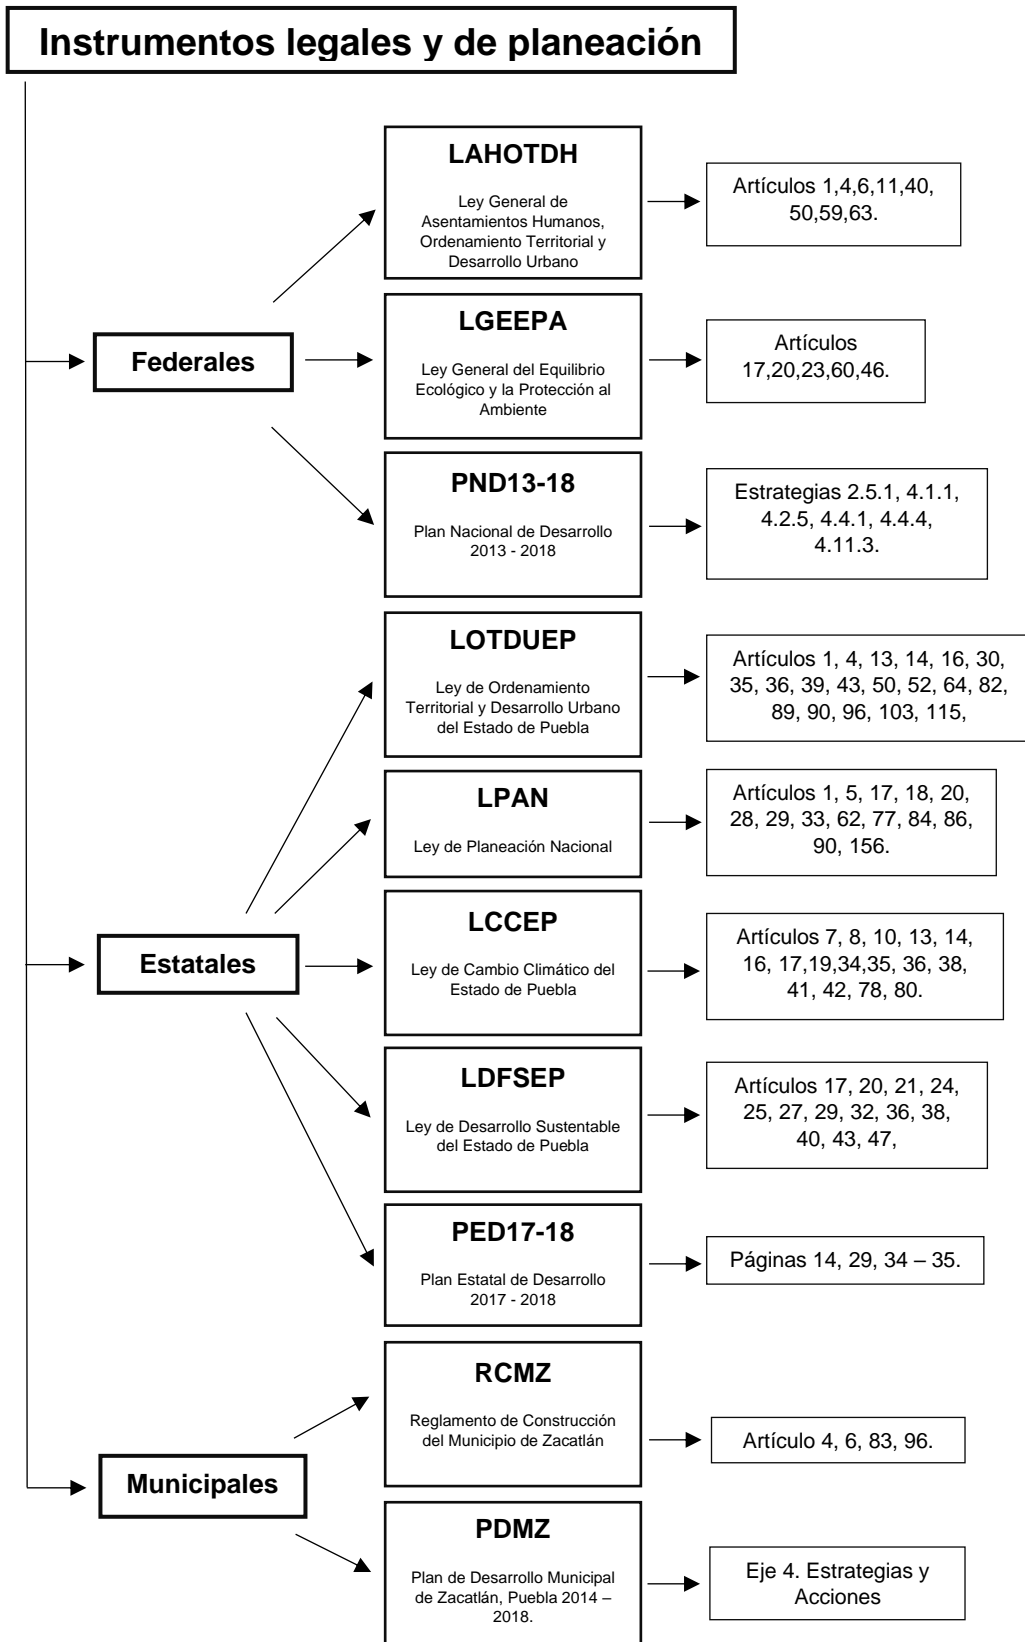 Instrumentos legales y de planeación
Federales
LAHOTDH
Ley General de
Asentamientos Humanos,
Ordenamiento Territorial y
Desarrollo Urbano
Artículos 1,4,6,11,40,
50,59,63.
LGEEPA
Ley General del Equilibrio
Ecológico y la Protección al
Ambiente
Artículos
17,20,23,60,46.
PND13-18
Plan Nacional de Desarrollo
2013 - 2018
Estrategias 2.5.1, 4.1.1,
4.2.5, 4.4.1, 4.4.4,
4.11.3.
Estatales
LOTDUEP
Ley de Ordenamiento
Territorial y Desarrollo Urbano
del Estado de Puebla
Artículos 1, 4, 13, 14, 16, 30,
35, 36, 39, 43, 50, 52, 64, 82,
89, 90, 96, 103, 115,
LPAN
Ley de Planeación Nacional
Artículos 1, 5, 17, 18, 20,
28, 29, 33, 62, 77, 84, 86,
90, 156.
LCCEP
Ley de Cambio Climático del
Estado de Puebla
Artículos 7, 8, 10, 13, 14,
16, 17,19,34,35, 36, 38,
41, 42, 78, 80.
LDFSEP
Ley de Desarrollo Sustentable
del Estado de Puebla
Artículos 17, 20, 21, 24,
25, 27, 29, 32, 36, 38,
40, 43, 47,
PED17-18
Plan Estatal de Desarrollo
2017 - 2018
Páginas 14, 29, 34 – 35.
Municipales
RCMZ
Reglamento de Construcción
del Municipio de Zacatlán
Artículo 4, 6, 83, 96.
PDMZ
Plan de Desarrollo Municipal
de Zacatlán, Puebla 2014 –
2018.
Eje 4. Estrategias y
Acciones